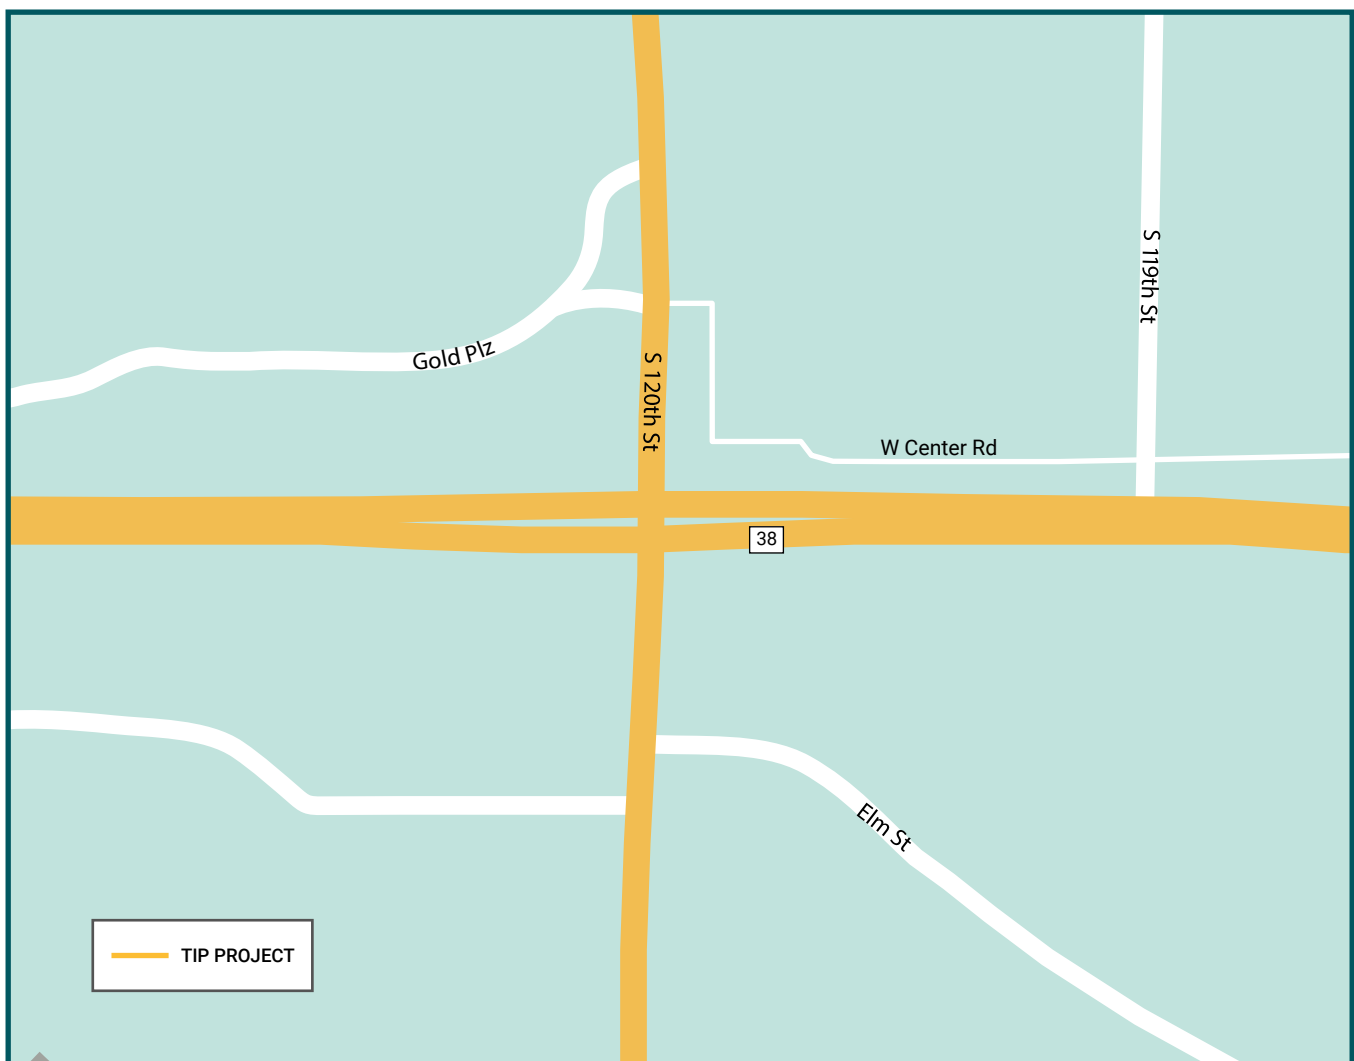 S 119th St
Gold Plz
S 120th St
W Center Rd
38
Elm St
TIP PROJECT